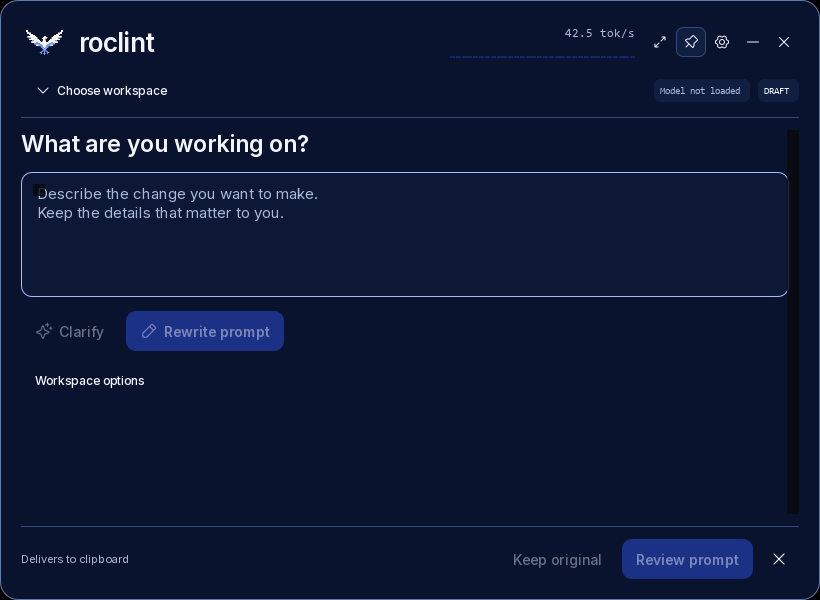 roclint
42.5 tok/s
Choose workspace
Model not loaded
DRAFT
What are you working on?
Describe the change you want to make.
Keep the details that matter to you.
Clarify
Rewrite prompt
Workspace options
Delivers to clipboard
Keep original
Review prompt